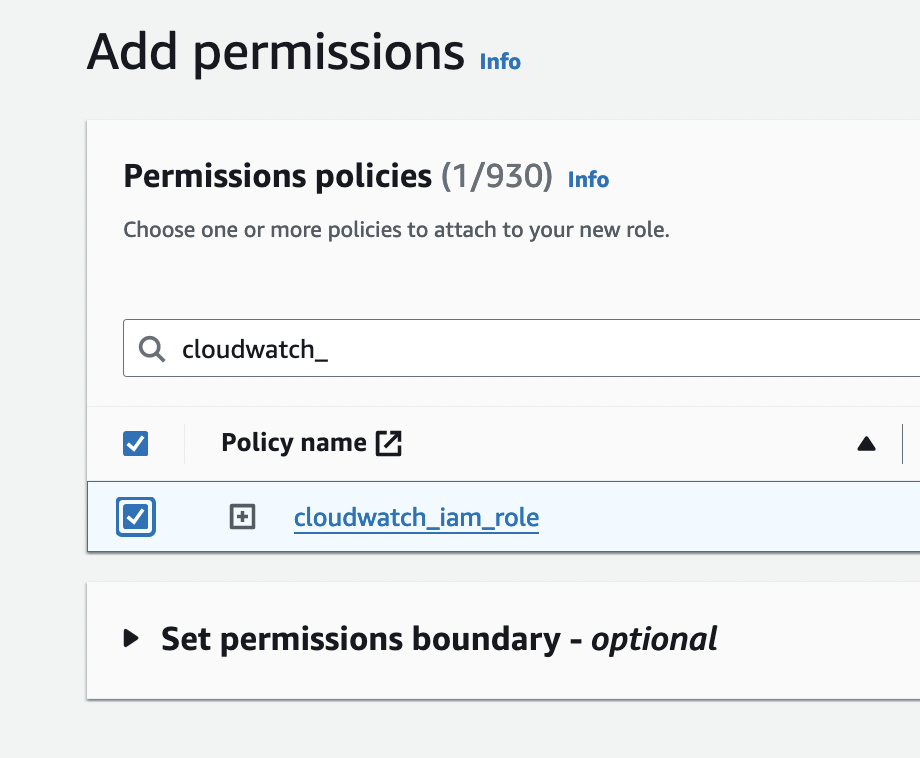 Add permissions Info
Permissions policies (1/930) Info
Choose one or more policies to attach to your new role.
cloudwatch_
Policy name
cloudwatch_iam_role
Set permissions boundary - optional